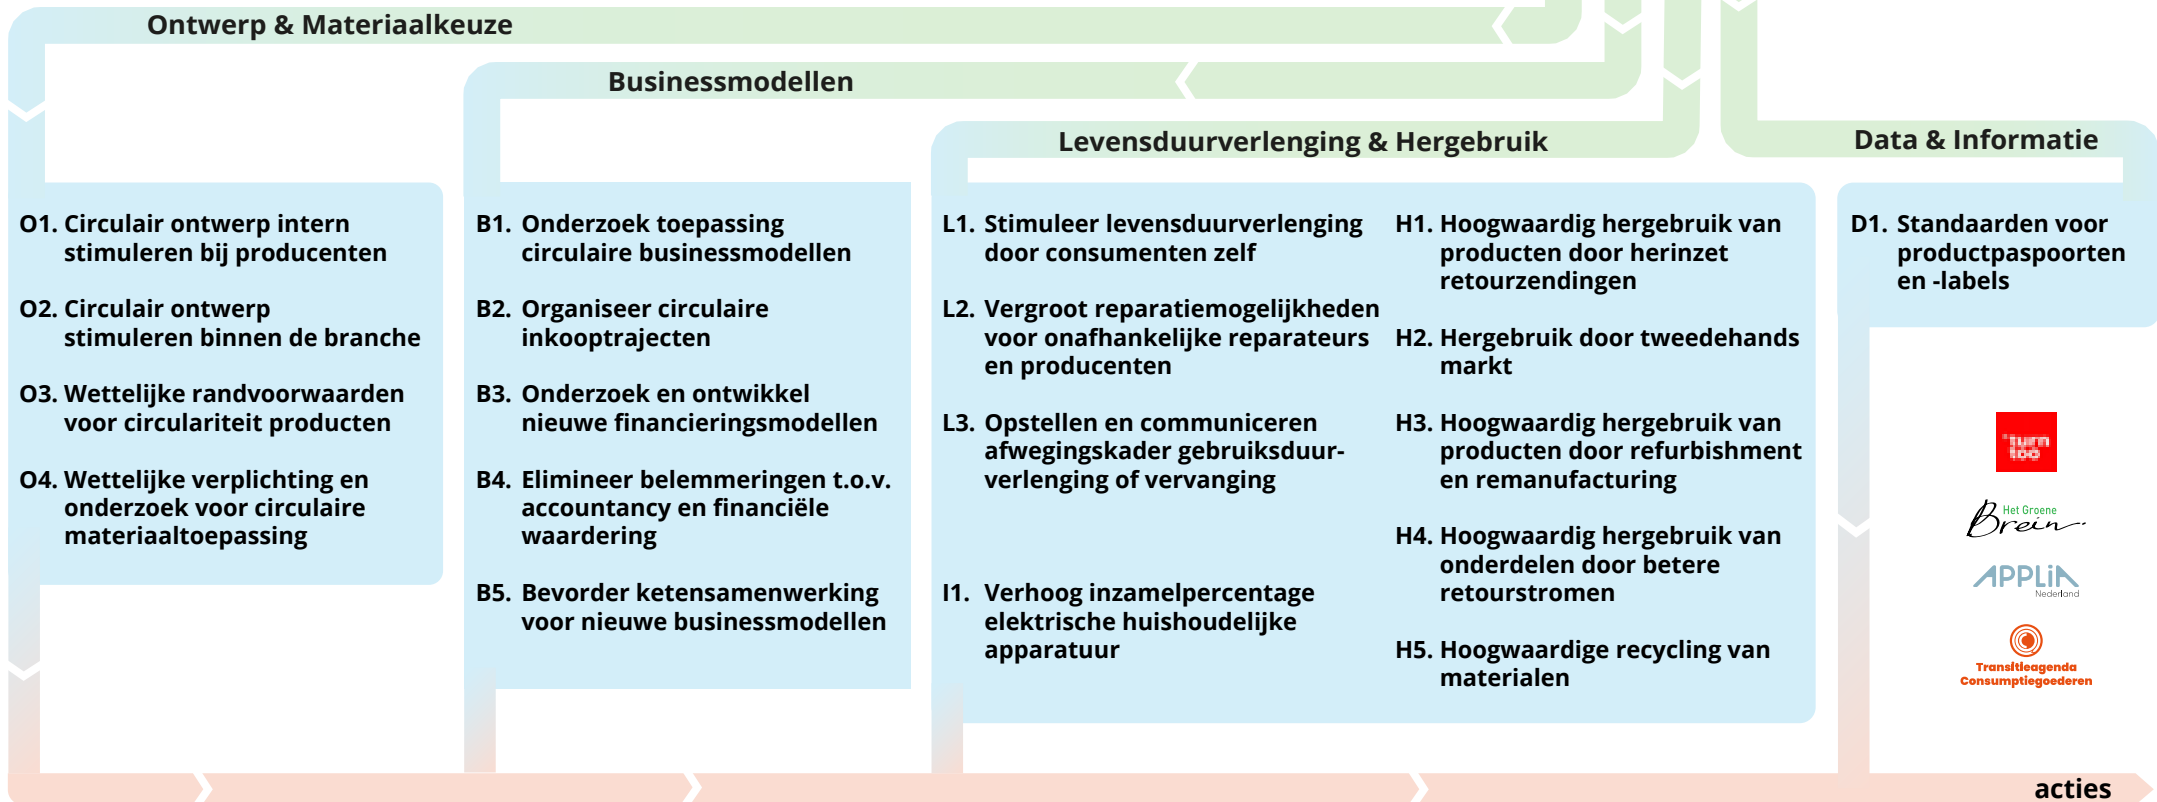 Ontwerp & Materiaalkeuze
Businessmodellen
Levensduurverlenging & Hergebruik
Data & Informatie
O1. Circulair ontwerp intern
stimuleren bij producenten
O2. Circulair ontwerp
stimuleren binnen de branche
O3. Wettelijke randvoorwaarden
voor circulariteit producten
O4. Wettelijke verplichting en
onderzoek voor circulaire
materiaaltoepassing
B1. Onderzoek toepassing
circulaire businessmodellen
B2. Organiseer circulaire
inkooptrajecten
B3. Onderzoek en ontwikkel
nieuwe financieringsmodellen
B4. Elimineer belemmeringen t.o.v.
accountancy en financiële
waardering
B5. Bevorder ketensamenwerking
voor nieuwe businessmodellen
L1. Stimuleer levensduurverlenging
door consumenten zelf
L2. Vergroot reparatiemogelijkheden
voor onafhankelijke reparateurs
en producenten
L3. Opstellen en communiceren
afwegingskader gebruiksduur-
verlenging of vervanging
I1. Verhoog inzamelpercentage
elektrische huishoudelijke
apparatuur
H1. Hoogwaardig hergebruik van
producten door herinzet
retourzendingen
H2. Hergebruik door tweedehands
markt
H3. Hoogwaardig hergebruik van
producten door refurbishment
en remanufacturing
H4. Hoogwaardig hergebruik van
onderdelen door betere
retourstromen
H5. Hoogwaardige recycling van
materialen
D1. Standaarden voor
productpaspoorten
en -labels
turn
too
Het Groene
Brein
APPLiA
Nederland
Transitieagenda
Consumptiegoederen
acties